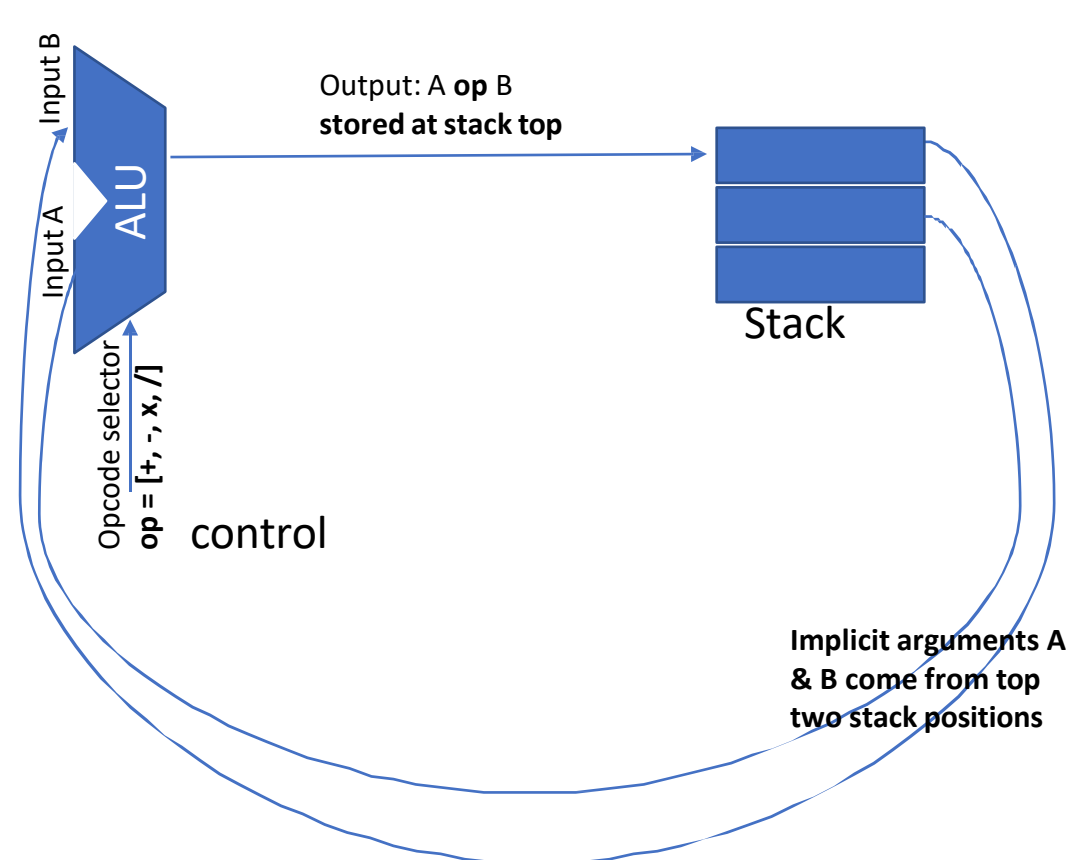 Input B
Output: A op B
stored at stack top
ALU
Input A
Stack
Opcode selector
op = [+, -, x, /]
control
Implicit arguments A
& B come from top
two stack positions